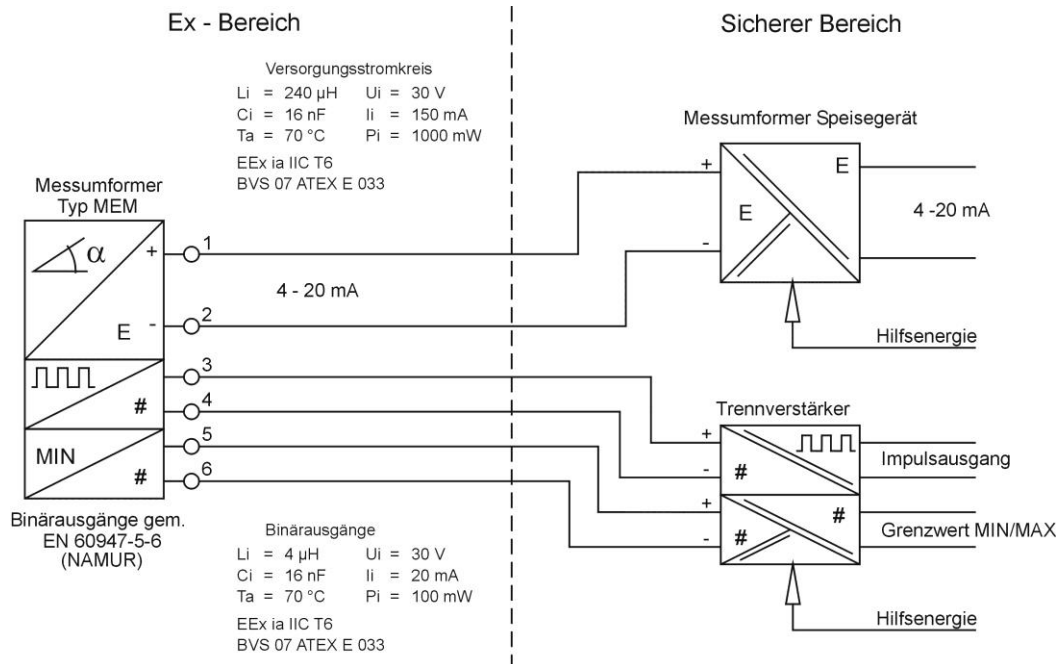 Ex - Bereich
Sicherer Bereich
Versorgungsstromkreis
Li = 240 µH Ui = 30 V
Ci = 16 nF Ii = 150 mA
Ta = 70 °C Pi = 1000 mW
EEx ia IIC T6
BVS 07 ATEX E 033
Messumformer Speisegerät
+
-
E
E
4 -20 mA
Hilfsenergie
Messumformer
Typ MEM
α
+
1
4 - 20 mA
E
-
2
3
#
4
MIN
5
#
6
Binärausgänge gem.
EN 60947-5-6
(NAMUR)
Trennverstärker
+
-
#
Impulsausgang
+
-
#
#
Grenzwert MIN/MAX
Hilfsenergie
Binärausgänge
Li = 4 µH Ui = 30 V
Ci = 16 nF Ii = 20 mA
Ta = 70 °C Pi = 100 mW
EEx ia IIC T6
BVS 07 ATEX E 033